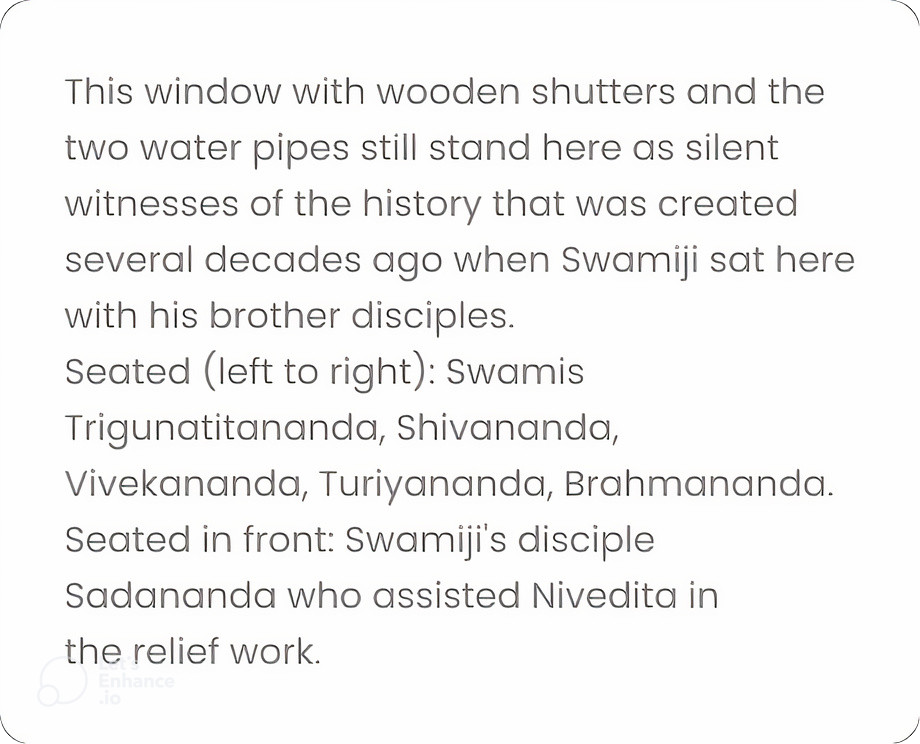 This window with wooden shutters and the
two water pipes still stand here as silent
witnesses of the history that was created
several decades ago when Swamiji sat here
with his brother disciples.
Seated (left to right): Swamis
Trigunatitananda, Shivananda,
Vivekananda, Turiyananda, Brahmananda.
Seated in front: Swamiji's disciple
Sadananda who assisted Nivedita in
the relief work.
Let's
Enhance
.io